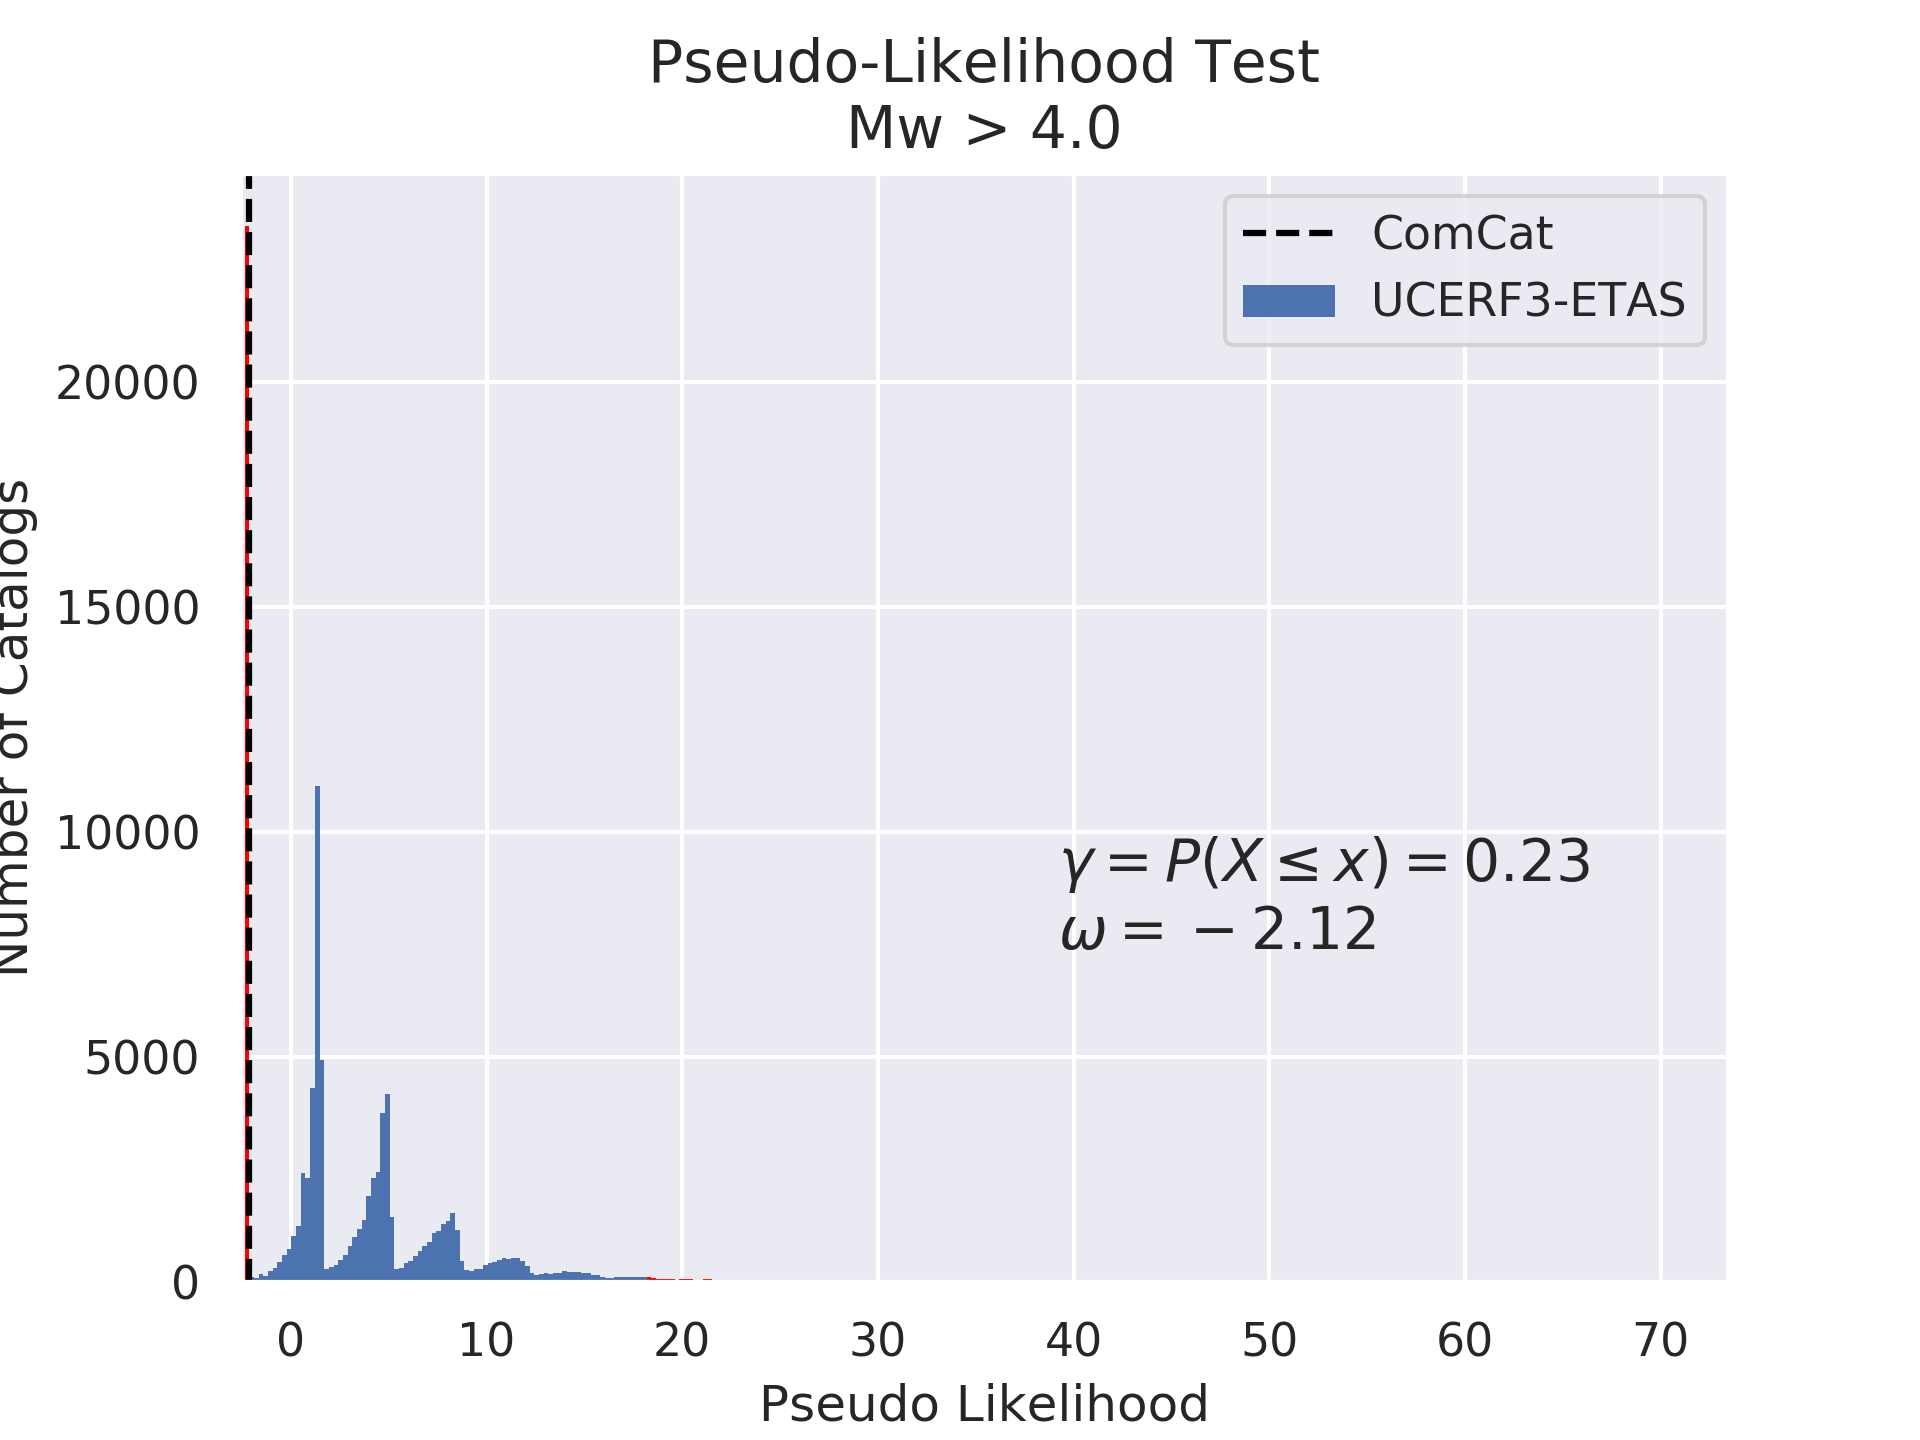 Pseudo-Likelihood Test
Mw > 4.0
ComCat
UCERF3-ETAS
Number of Catalogs
20000
15000
10000
5000
0
γ = P(X ≤ x) = 0.23
ω = − 2.12
0 10 20 30 40 50 60 70
Pseudo Likelihood